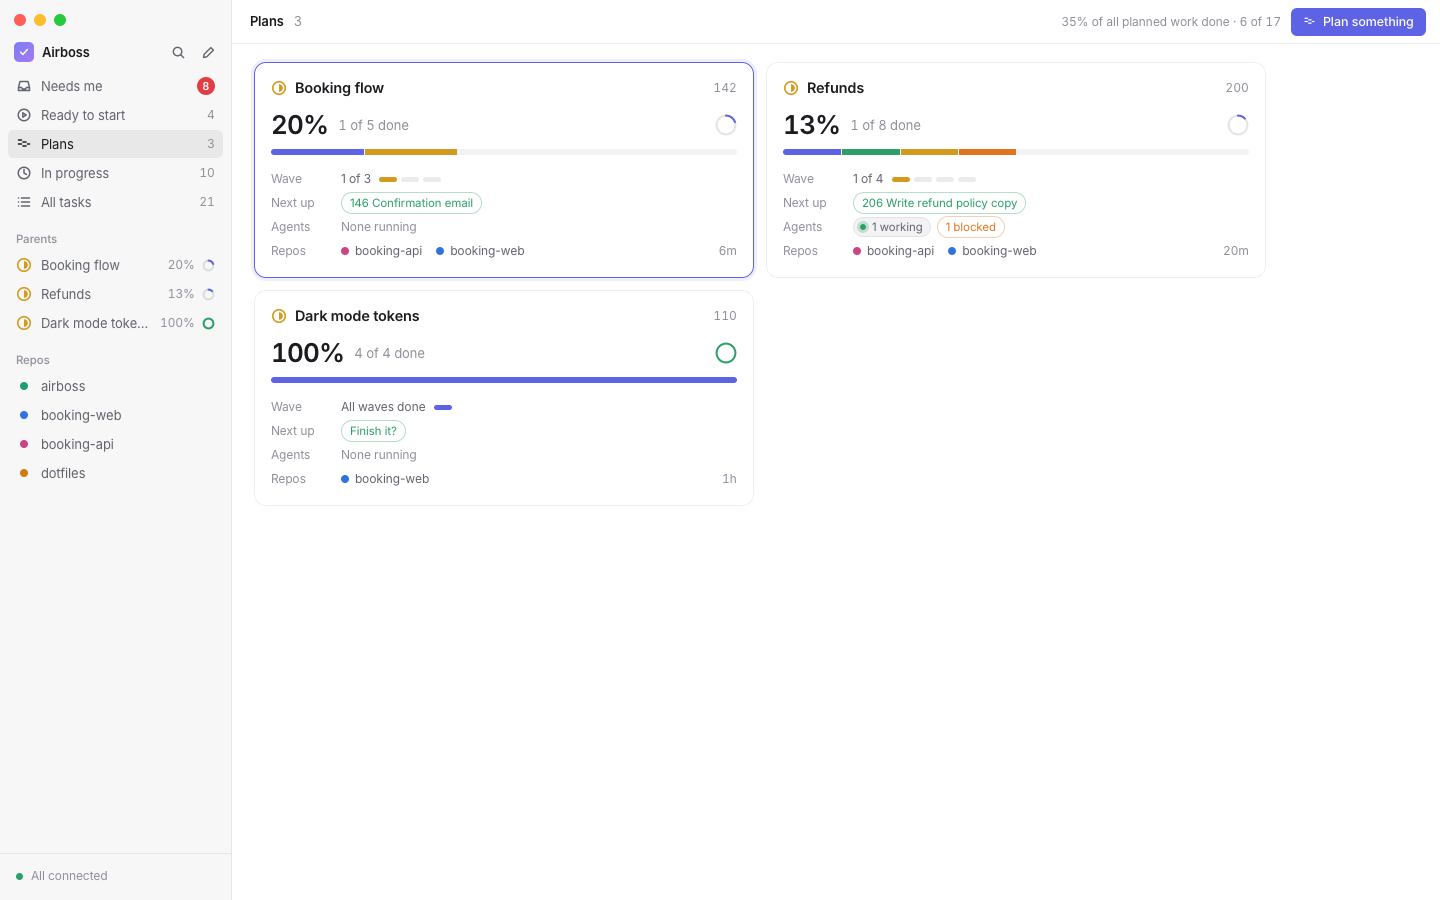 Airboss
Needs me 8
Ready to start 4
Plans 3
In progress 10
All tasks 21
Parents
Booking flow 20%
Refunds 13%
Dark mode toke... 100%
Repos
airboss
booking-web
booking-api
dotfiles
All connected
Plans 3
35% of all planned work done · 6 of 17
Plan something
Booking flow 142
20% 1 of 5 done
Wave 1 of 3
Next up 146 Confirmation email
Agents None running
Repos booking-api booking-web 6m
Refunds 200
13% 1 of 8 done
Wave 1 of 4
Next up 206 Write refund policy copy
Agents 1 working 1 blocked
Repos booking-api booking-web 20m
Dark mode tokens 110
100% 4 of 4 done
Wave All waves done
Next up Finish it?
Agents None running
Repos booking-web 1h